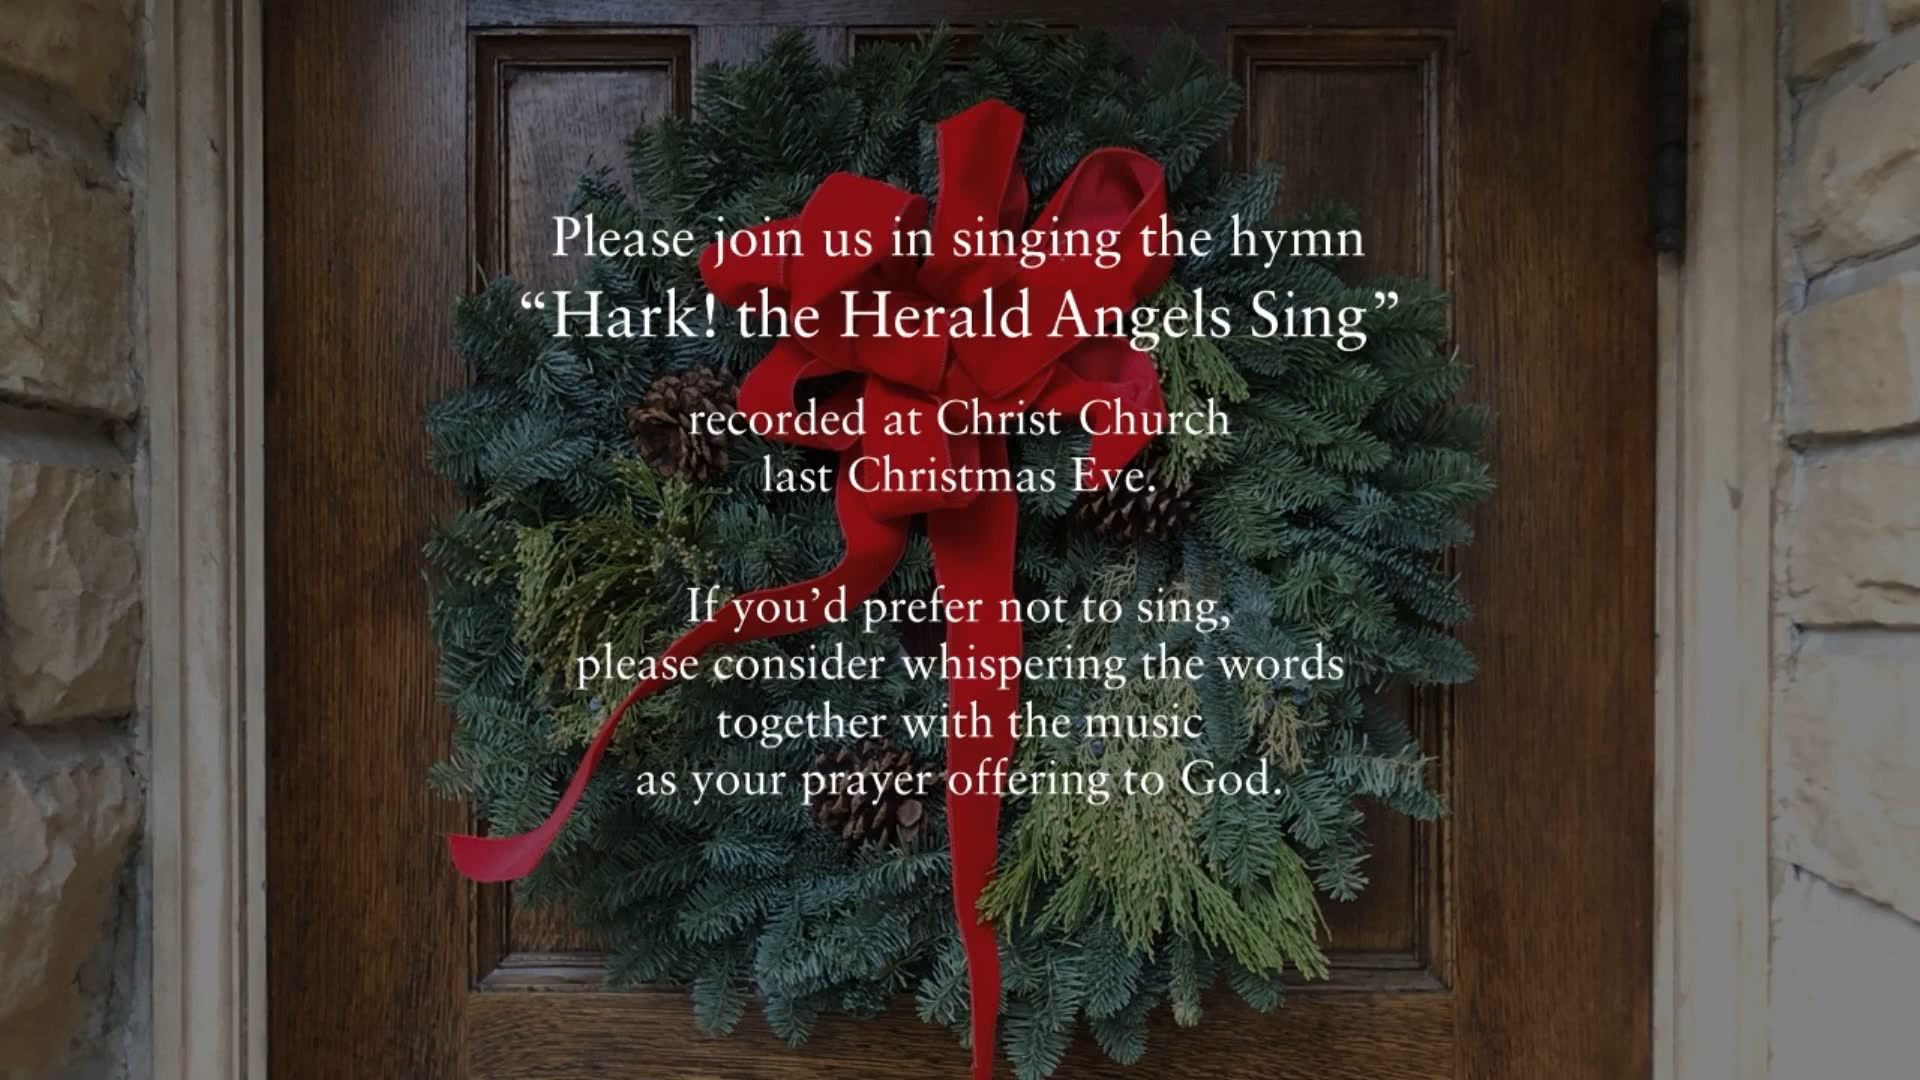 Please join us in singing the hymn
“Hark! the Herald Angels Sing”
recorded at Christ Church
last Christmas Eve.
If you’d prefer not to sing,
please consider whispering the words
together with the music
as your prayer offering to God.